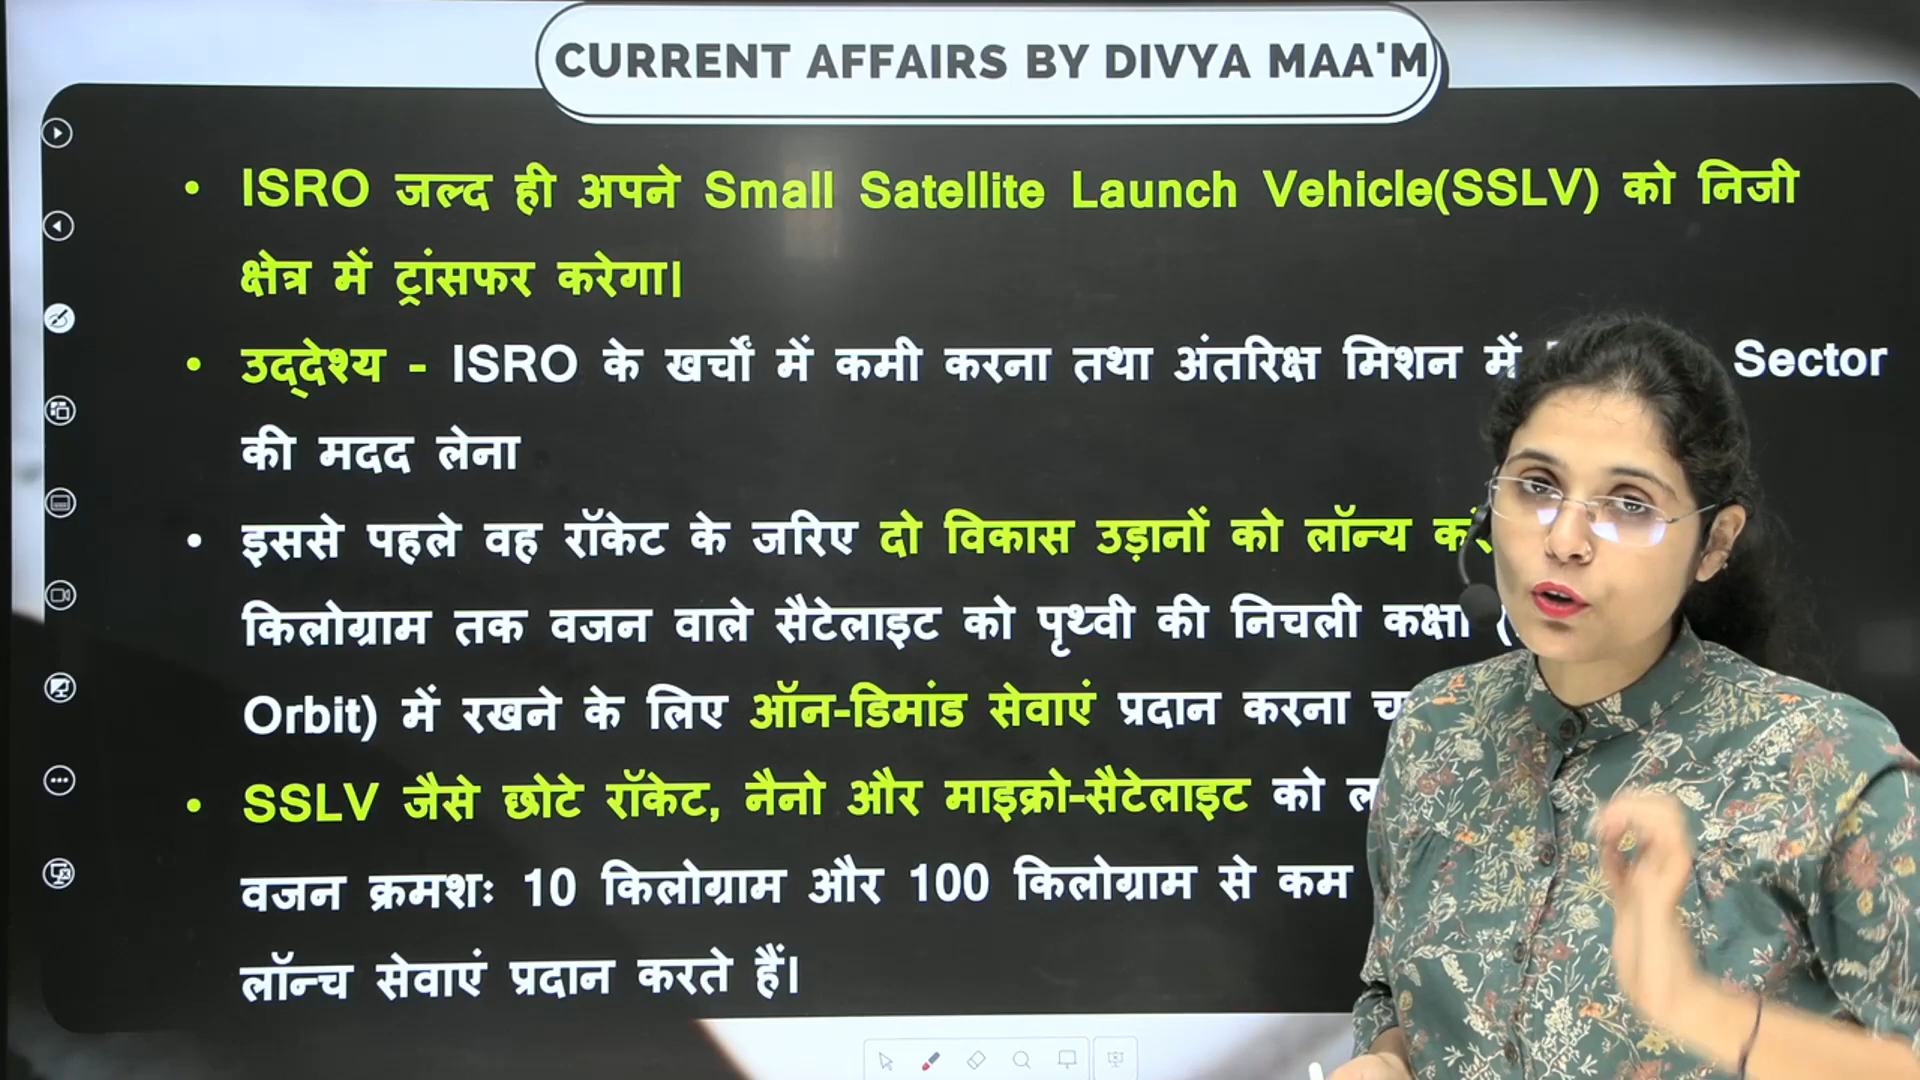 CURRENT AFFAIRS BY DIVYA MAA'M
• ISRO जल्द ही अपने Small Satellite Launch Vehicle(SSLV) को निजी
क्षेत्र में ट्रांसफर करेगा।
• उद्देश्य - ISRO के खर्चों में कमी करना तथा अंतरिक्ष मिशन में Sector
की मदद लेना
• इससे पहले वह रॉकेट के जरिए दो विकास उड़ानों को लॉन्य
किलोग्राम तक वजन वाले सैटेलाइट को पृथ्वी की निचली कक्षा
Orbit) में रखने के लिए ऑन-डिमांड सेवाएं प्रदान करना
• SSLV जैसे छोटे रॉकेट, नैनो और माइक्रो-सैटेलाइट को
वजन क्रमशः 10 किलोग्राम और 100 किलोग्राम से कम
लॉन्च सेवाएं प्रदान करते हैं।